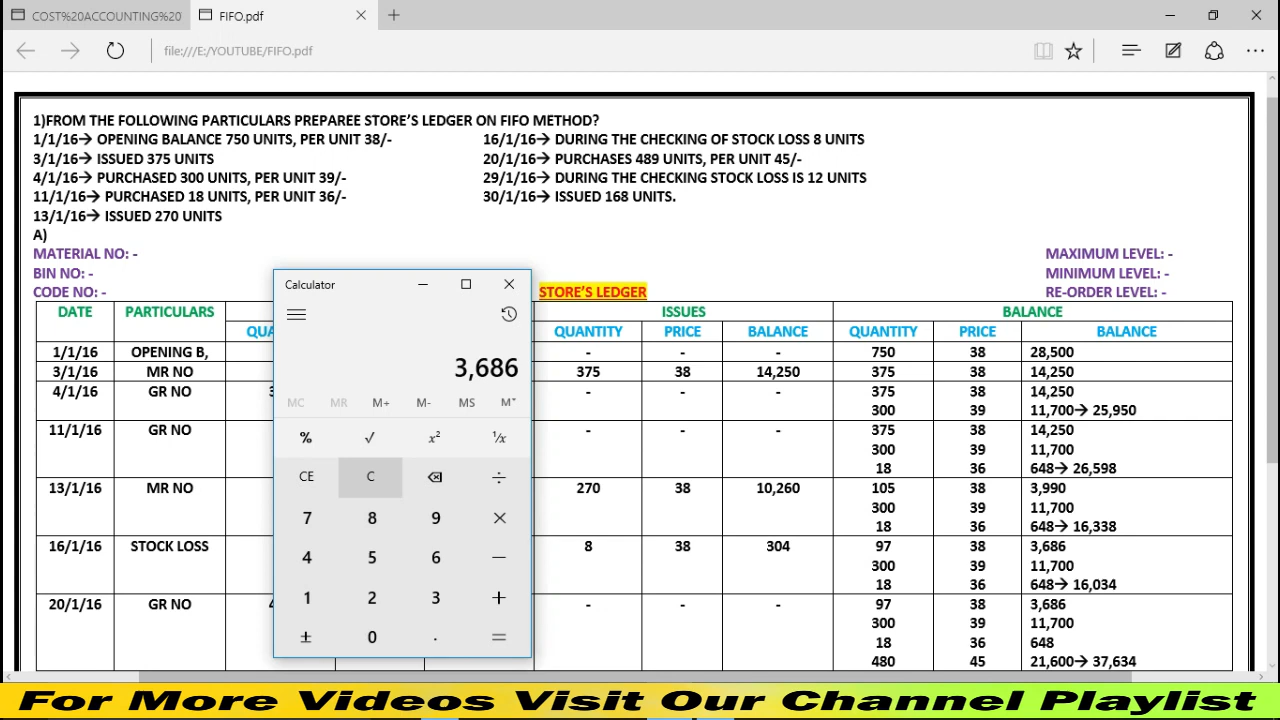 COST%20ACCOUNTING%20
FIFO.pdf
file:///E:/YOUTUBE/FIFO.pdf
1)FROM THE FOLLOWING PARTICULARS PREPAREE STORE'S LEDGER ON FIFO METHOD?
1/1/16→ OPENING BALANCE 750 UNITS, PER UNIT 38/-
3/1/16→ ISSUED 375 UNITS
4/1/16→ PURCHASED 300 UNITS, PER UNIT 39/-
11/1/16→ PURCHASED 18 UNITS, PER UNIT 36/-
13/1/16→ ISSUED 270 UNITS
16/1/16→ DURING THE CHECKING OF STOCK LOSS 8 UNITS
20/1/16→ PURCHASES 489 UNITS, PER UNIT 45/-
29/1/16→ DURING THE CHECKING STOCK LOSS IS 12 UNITS
30/1/16→ ISSUED 168 UNITS.
A)
MATERIAL NO: -
BIN NO: -
CODE NO: -
MAXIMUM LEVEL: -
MINIMUM LEVEL: -
RE-ORDER LEVEL: -
STORE'S LEDGER
DATE PARTICULARS ISSUES BALANCE
QUANTITY PRICE BALANCE QUANTITY PRICE BALANCE
1/1/16 OPENING B, - - - 750 38 28,500
3/1/16 MR NO 375 38 14,250 375 38 14,250
4/1/16 GR NO - - - 375 38 14,250
300 39 11,700→ 25,950
11/1/16 GR NO - - - 375 38 14,250
300 39 11,700
18 36 648→ 26,598
13/1/16 MR NO 270 38 10,260 105 38 3,990
300 39 11,700
18 36 648→ 16,338
16/1/16 STOCK LOSS 8 38 304 97 38 3,686
300 39 11,700
18 36 648→ 16,034
20/1/16 GR NO - - - 97 38 3,686
300 39 11,700
18 36 648
480 45 21,600→ 37,634
Calculator
3,686
MC MR M+ M- MS M˅
% √ x² ¹/x
CE C ⌫ ÷
7 8 9 ×
4 5 6 −
1 2 3 +
± 0 . =
For More Videos Visit Our Channel Playlist